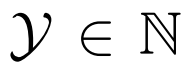 𝒴 ∈ ℕ